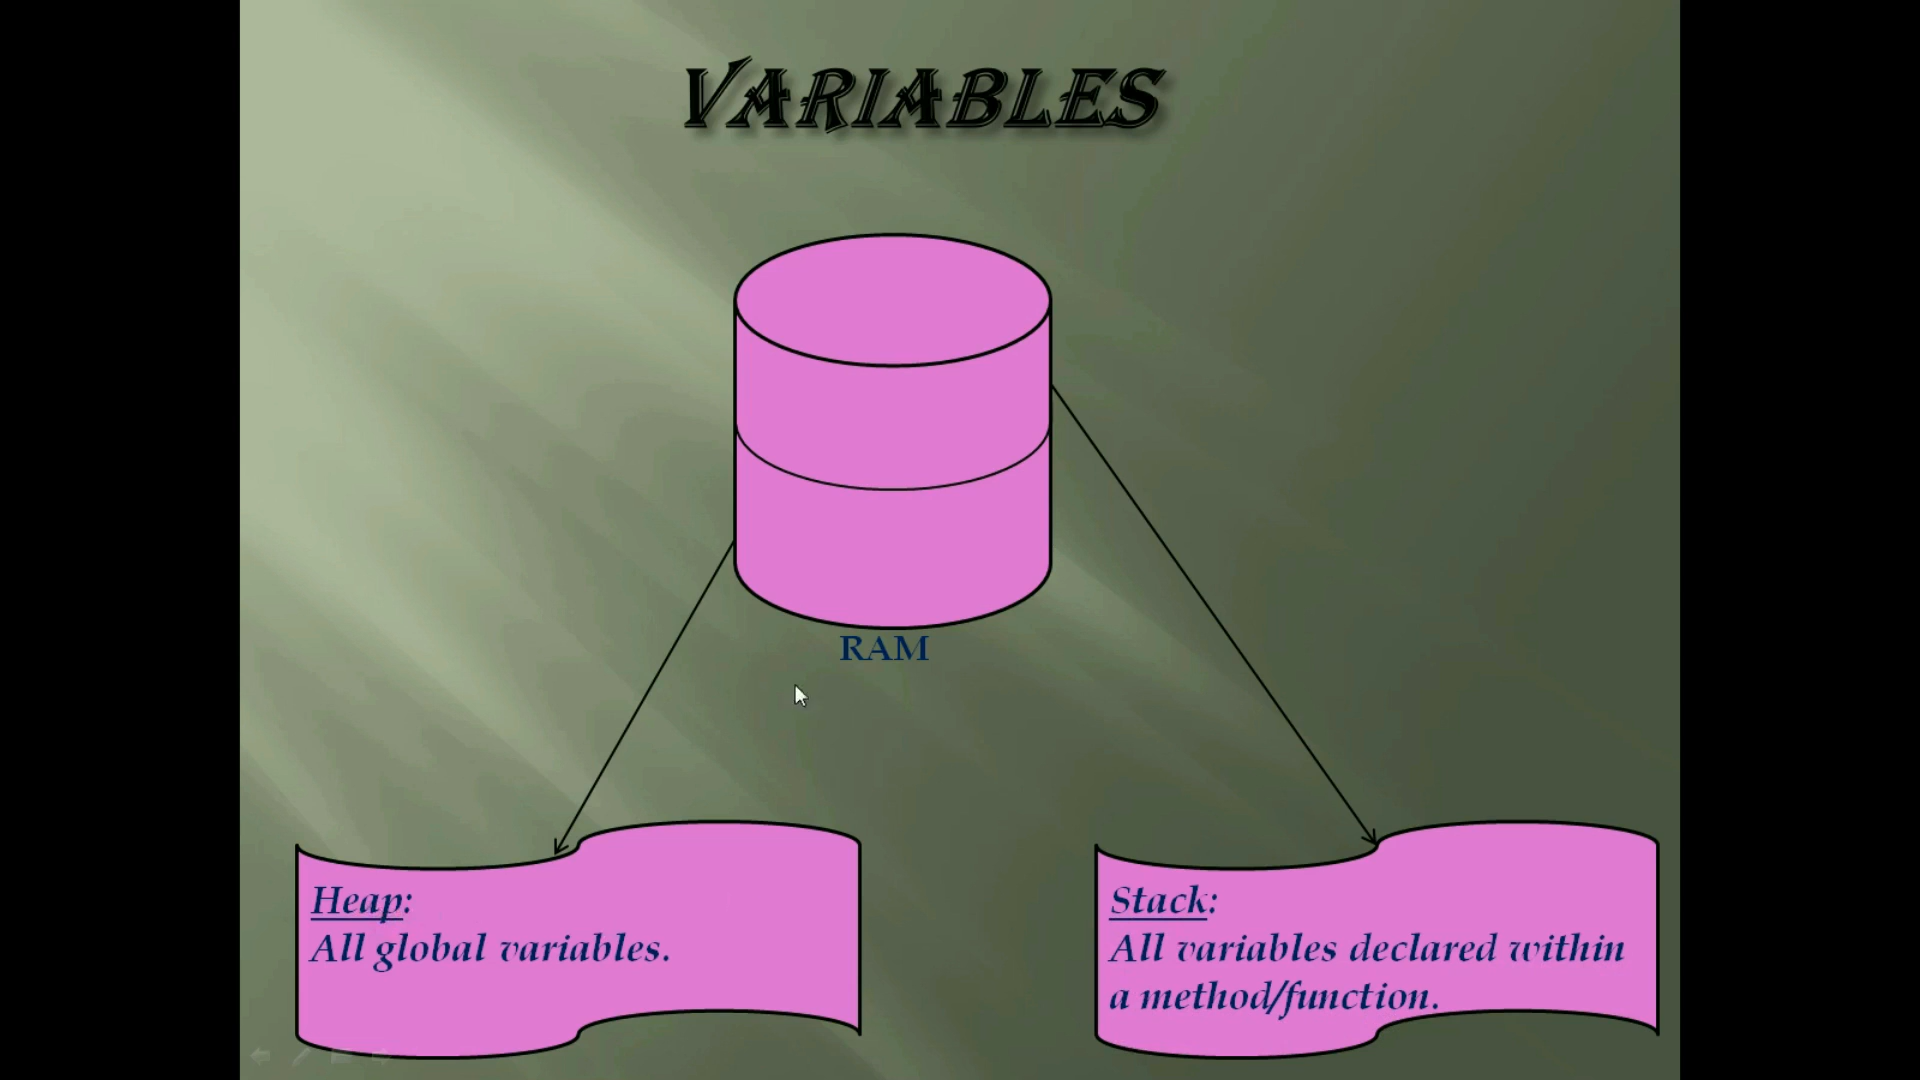 VARIABLES
RAM
Heap:
All global variables.
Stack:
All variables declared within
a method/function.